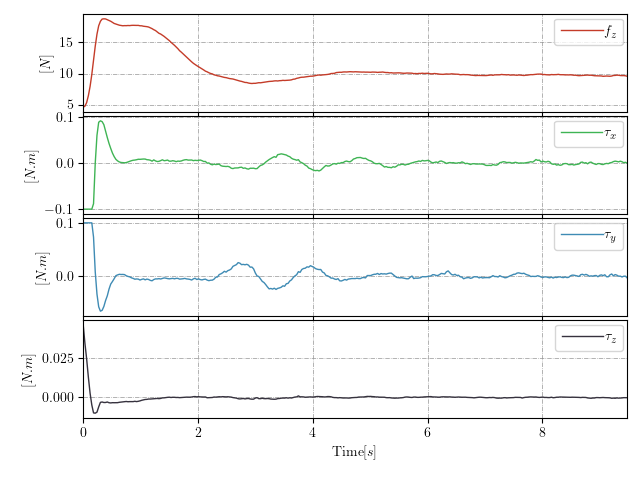 [N]
15
10
5
f_z
[N.m]
0.1
0.0
−0.1
τ_x
[N.m]
0.1
0.0
τ_y
[N.m]
0.025
0.000
τ_z
0 2 4 6 8
Time[s]